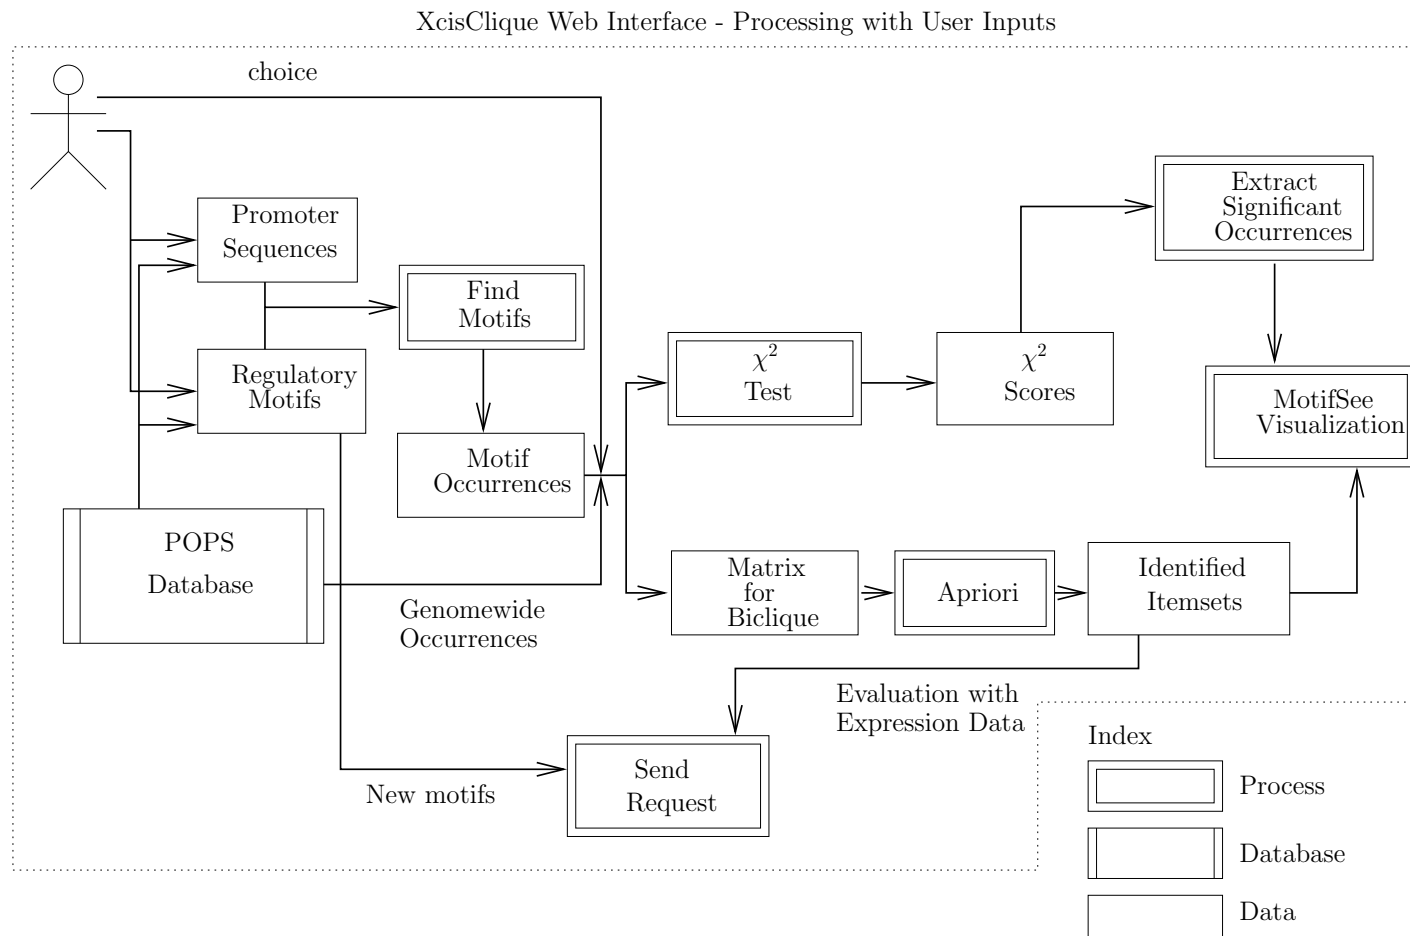 XcisClique Web Interface - Processing with User Inputs
choice
Promoter
Sequences
Regulatory
Motifs
Find
Motifs
Motif
Occurrences
POPS
Database
Genomewide
Occurrences
χ²
Test
χ²
Scores
Extract
Significant
Occurrences
MotifSee
Visualization
Matrix
for
Biclique
Apriori
Identified
Itemsets
Evaluation with
Expression Data
Send
Request
New motifs
Index
Process
Database
Data